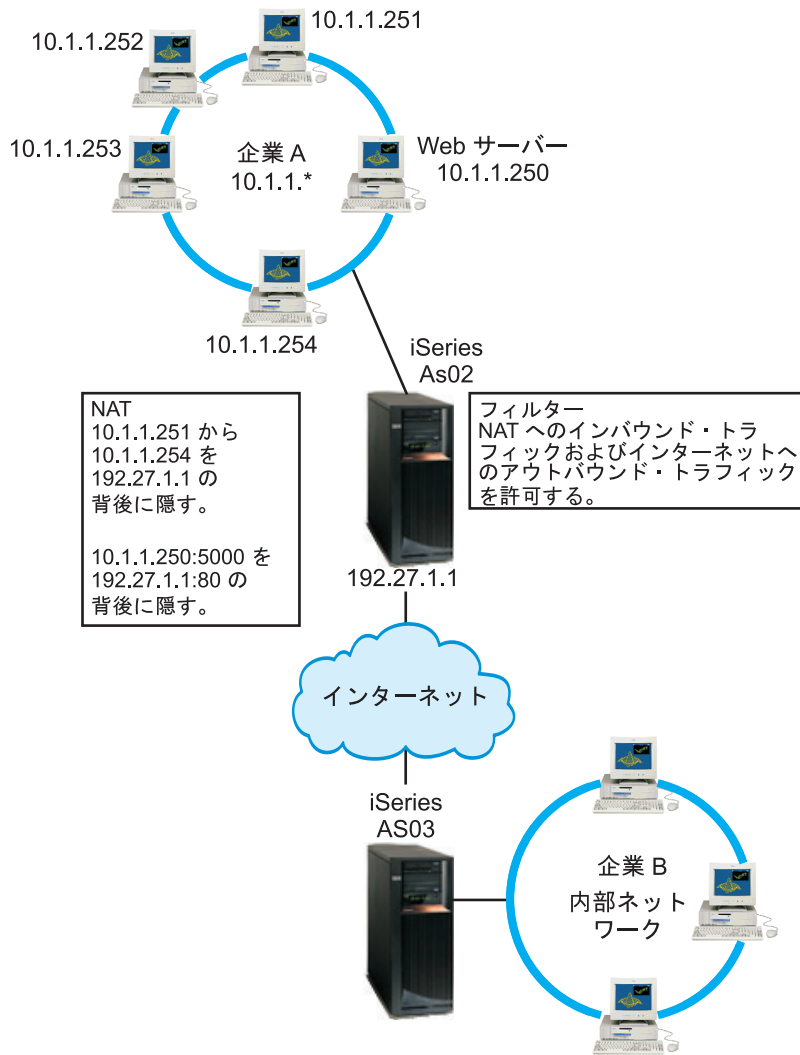 10.1.1.251
10.1.1.252
10.1.1.253
企業 A
10.1.1.*
Web サーバー
10.1.1.250
10.1.1.254
iSeries
As02
NAT
10.1.1.251 から
10.1.1.254 を
192.27.1.1 の
背後に隠す。
10.1.1.250:5000 を
192.27.1.1:80 の
背後に隠す。
フィルター
NAT へのインバウンド・トラ
フィックおよびインターネットへ
のアウトバウンド・トラフィック
を許可する。
192.27.1.1
インターネット
iSeries
AS03
企業 B
内部ネット
ワーク